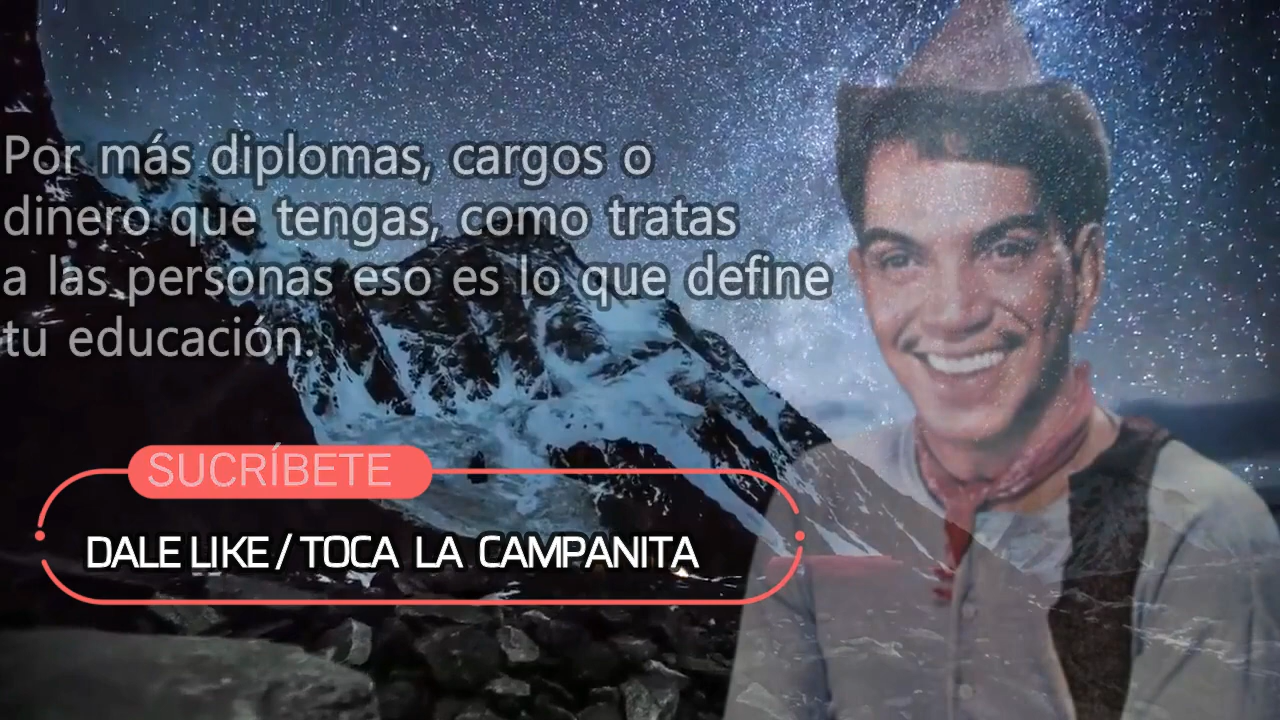 Por más diplomas, cargos o
dinero que tengas, como tratas
a las personas eso es lo que define
tu educación.
SUCRÍBETE
DALE LIKE / TOCA LA CAMPANITA